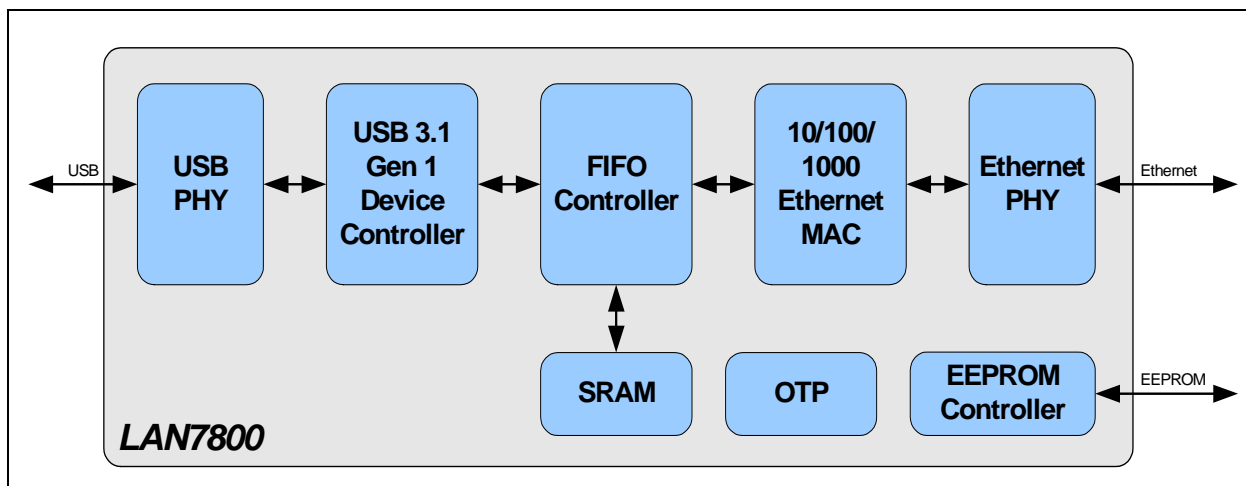 USB
USB
PHY
USB 3.1
Gen 1
Device
Controller
FIFO
Controller
10/100/
1000
Ethernet
MAC
Ethernet
PHY
Ethernet
SRAM
OTP
EEPROM
Controller
EEPROM
LAN7800